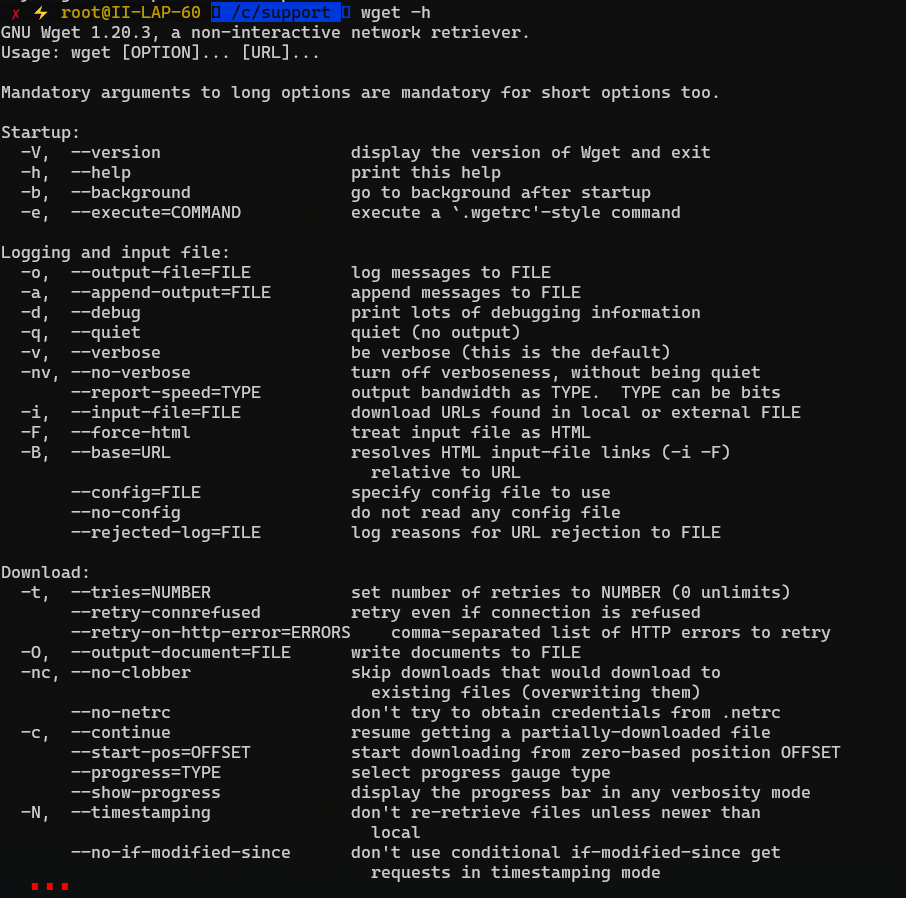 ✗ ⚡ root@II-LAP-60  /c/support  wget -h
GNU Wget 1.20.3, a non-interactive network retriever.
Usage: wget [OPTION]... [URL]...

Mandatory arguments to long options are mandatory for short options too.

Startup:
  -V,  --version                   display the version of Wget and exit
  -h,  --help                      print this help
  -b,  --background                go to background after startup
  -e,  --execute=COMMAND           execute a `.wgetrc'-style command

Logging and input file:
  -o,  --output-file=FILE          log messages to FILE
  -a,  --append-output=FILE        append messages to FILE
  -d,  --debug                     print lots of debugging information
  -q,  --quiet                     quiet (no output)
  -v,  --verbose                   be verbose (this is the default)
  -nv, --no-verbose                turn off verboseness, without being quiet
       --report-speed=TYPE         output bandwidth as TYPE.  TYPE can be bits
  -i,  --input-file=FILE           download URLs found in local or external FILE
  -F,  --force-html                treat input file as HTML
  -B,  --base=URL                  resolves HTML input-file links (-i -F)
                                     relative to URL
       --config=FILE               specify config file to use
       --no-config                 do not read any config file
       --rejected-log=FILE         log reasons for URL rejection to FILE

Download:
  -t,  --tries=NUMBER              set number of retries to NUMBER (0 unlimits)
       --retry-connrefused         retry even if connection is refused
       --retry-on-http-error=ERRORS    comma-separated list of HTTP errors to retry
  -O,  --output-document=FILE      write documents to FILE
  -nc, --no-clobber                skip downloads that would download to
                                     existing files (overwriting them)
       --no-netrc                  don't try to obtain credentials from .netrc
  -c,  --continue                  resume getting a partially-downloaded file
       --start-pos=OFFSET          start downloading from zero-based position OFFSET
       --progress=TYPE             select progress gauge type
       --show-progress             display the progress bar in any verbosity mode
  -N,  --timestamping              don't re-retrieve files unless newer than
                                     local
       --no-if-modified-since      don't use conditional if-modified-since get
                                     requests in timestamping mode
...